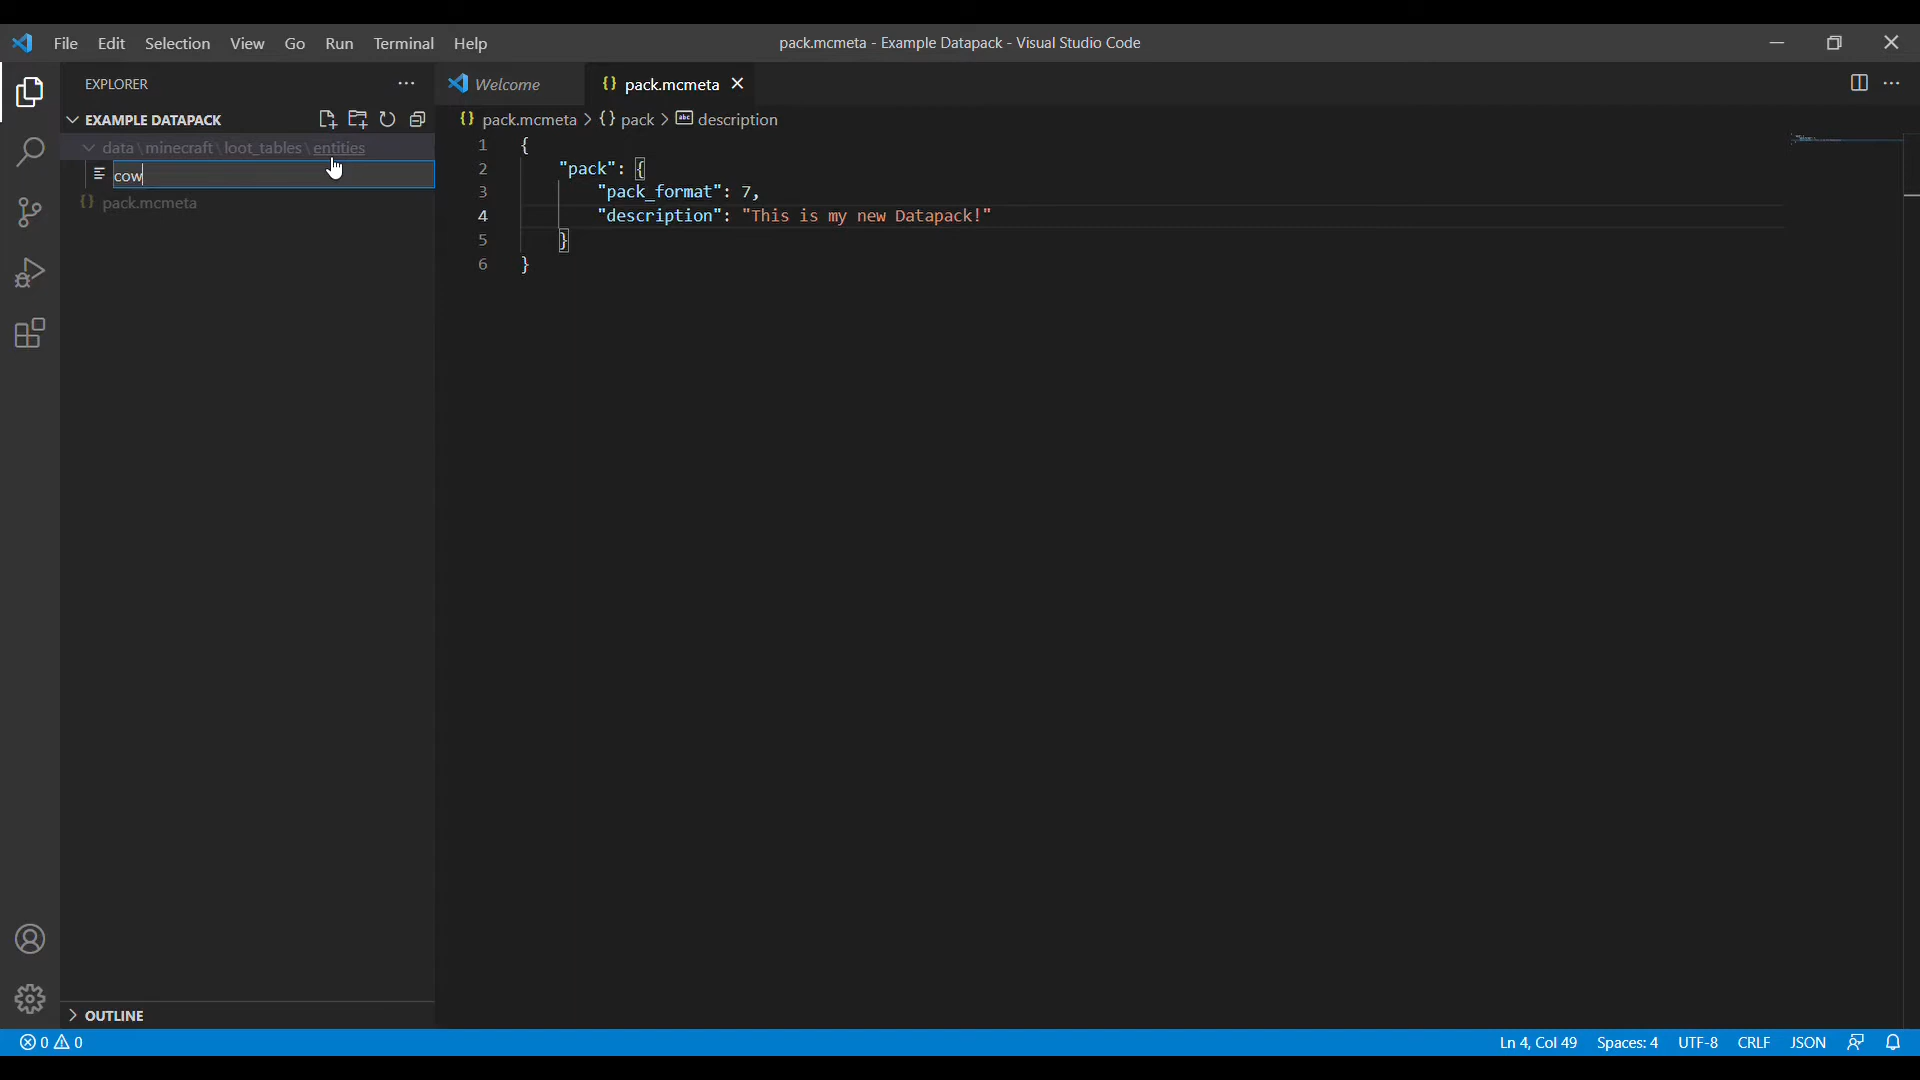 File Edit Selection View Go Run Terminal Help
pack.mcmeta - Example Datapack - Visual Studio Code
EXPLORER
Welcome
{} pack.mcmeta
EXAMPLE DATAPACK
{} pack.mcmeta > {} pack > abc description
data\minecraft\loot_tables\entities
cow
{} pack.mcmeta
1 {
2 "pack": {
3 "pack_format": 7,
4 "description": "This is my new Datapack!"
5 }
6 }
OUTLINE
0 0
Ln 4, Col 49 Spaces: 4 UTF-8 CRLF JSON